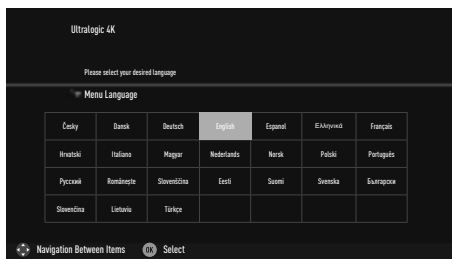 Ultralogic 4K
Please select your desired language
Menu Language
Česky Dansk Deutsch English Espanol Ελληνικά Français
Hrvatski Italiano Magyar Nederlands Norsk Polski Português
Русский Românește Slovenščina Eesti Suomi Svenska Български
Slovenčina Lietuviu Türkçe
Navigation Between Items OK Select